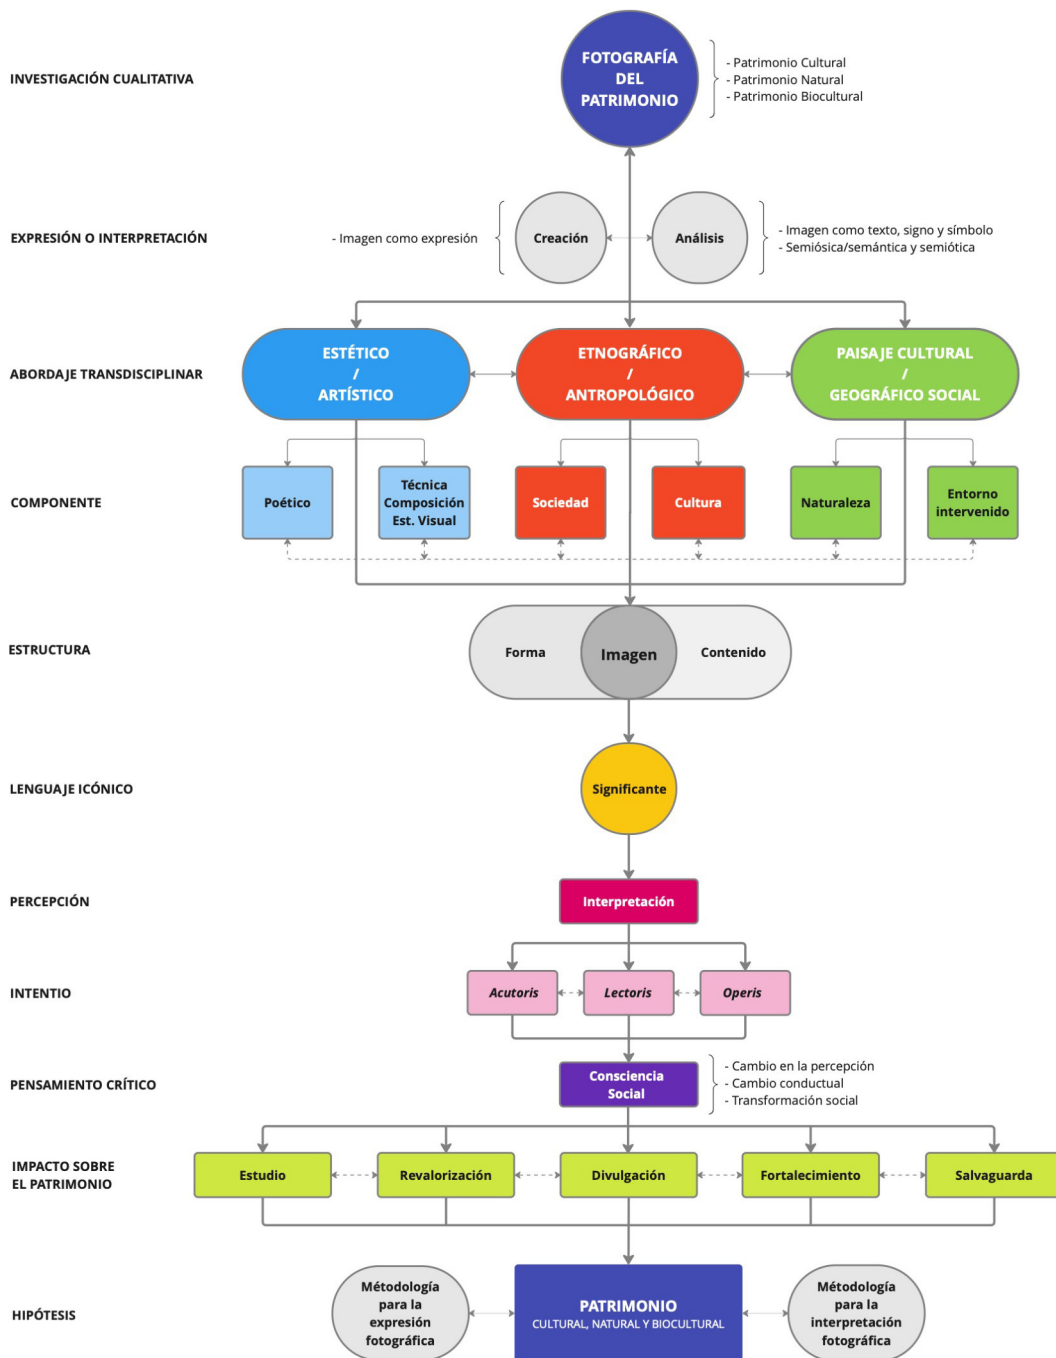 INVESTIGACIÓN CUALITATIVA
FOTOGRAFÍA
DEL
PATRIMONIO
- Patrimonio Cultural
- Patrimonio Natural
- Patrimonio Biocultural
EXPRESIÓN O INTERPRETACIÓN
- Imagen como expresión
Creación
Análisis
- Imagen como texto, signo y símbolo
- Semiósica/semántica y semiótica
ABORDAJE TRANSDISCIPLINAR
ESTÉTICO
/
ARTÍSTICO
ETNOGRÁFICO
/
ANTROPOLÓGICO
PAISAJE CULTURAL
/
GEOGRÁFICO SOCIAL
COMPONENTE
Poético
Técnica
Composición
Est. Visual
Sociedad
Cultura
Naturaleza
Entorno
intervenido
ESTRUCTURA
Forma
Imagen
Contenido
LENGUAJE ICÓNICO
Significante
PERCEPCIÓN
Interpretación
INTENTIO
Acutoris
Lectoris
Operis
PENSAMIENTO CRÍTICO
Consciencia
Social
- Cambio en la percepción
- Cambio conductual
- Transformación social
IMPACTO SOBRE
EL PATRIMONIO
Estudio
Revalorización
Divulgación
Fortalecimiento
Salvaguarda
HIPÓTESIS
Métodología
para la
expresión
fotográfica
PATRIMONIO
CULTURAL, NATURAL Y BIOCULTURAL
Métodología
para la
interpretación
fotográfica